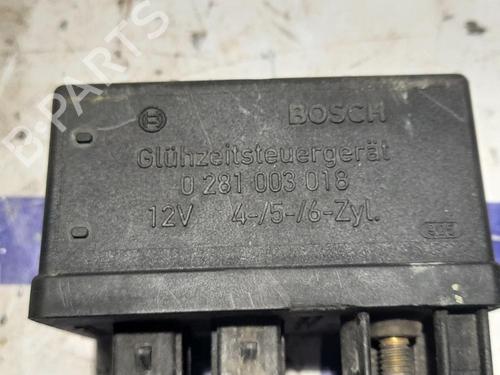 BOSCH
Glühzeitsteuergerät
0 281 003 018
12V 4-/5-/6-Zyl.
B-PARTS